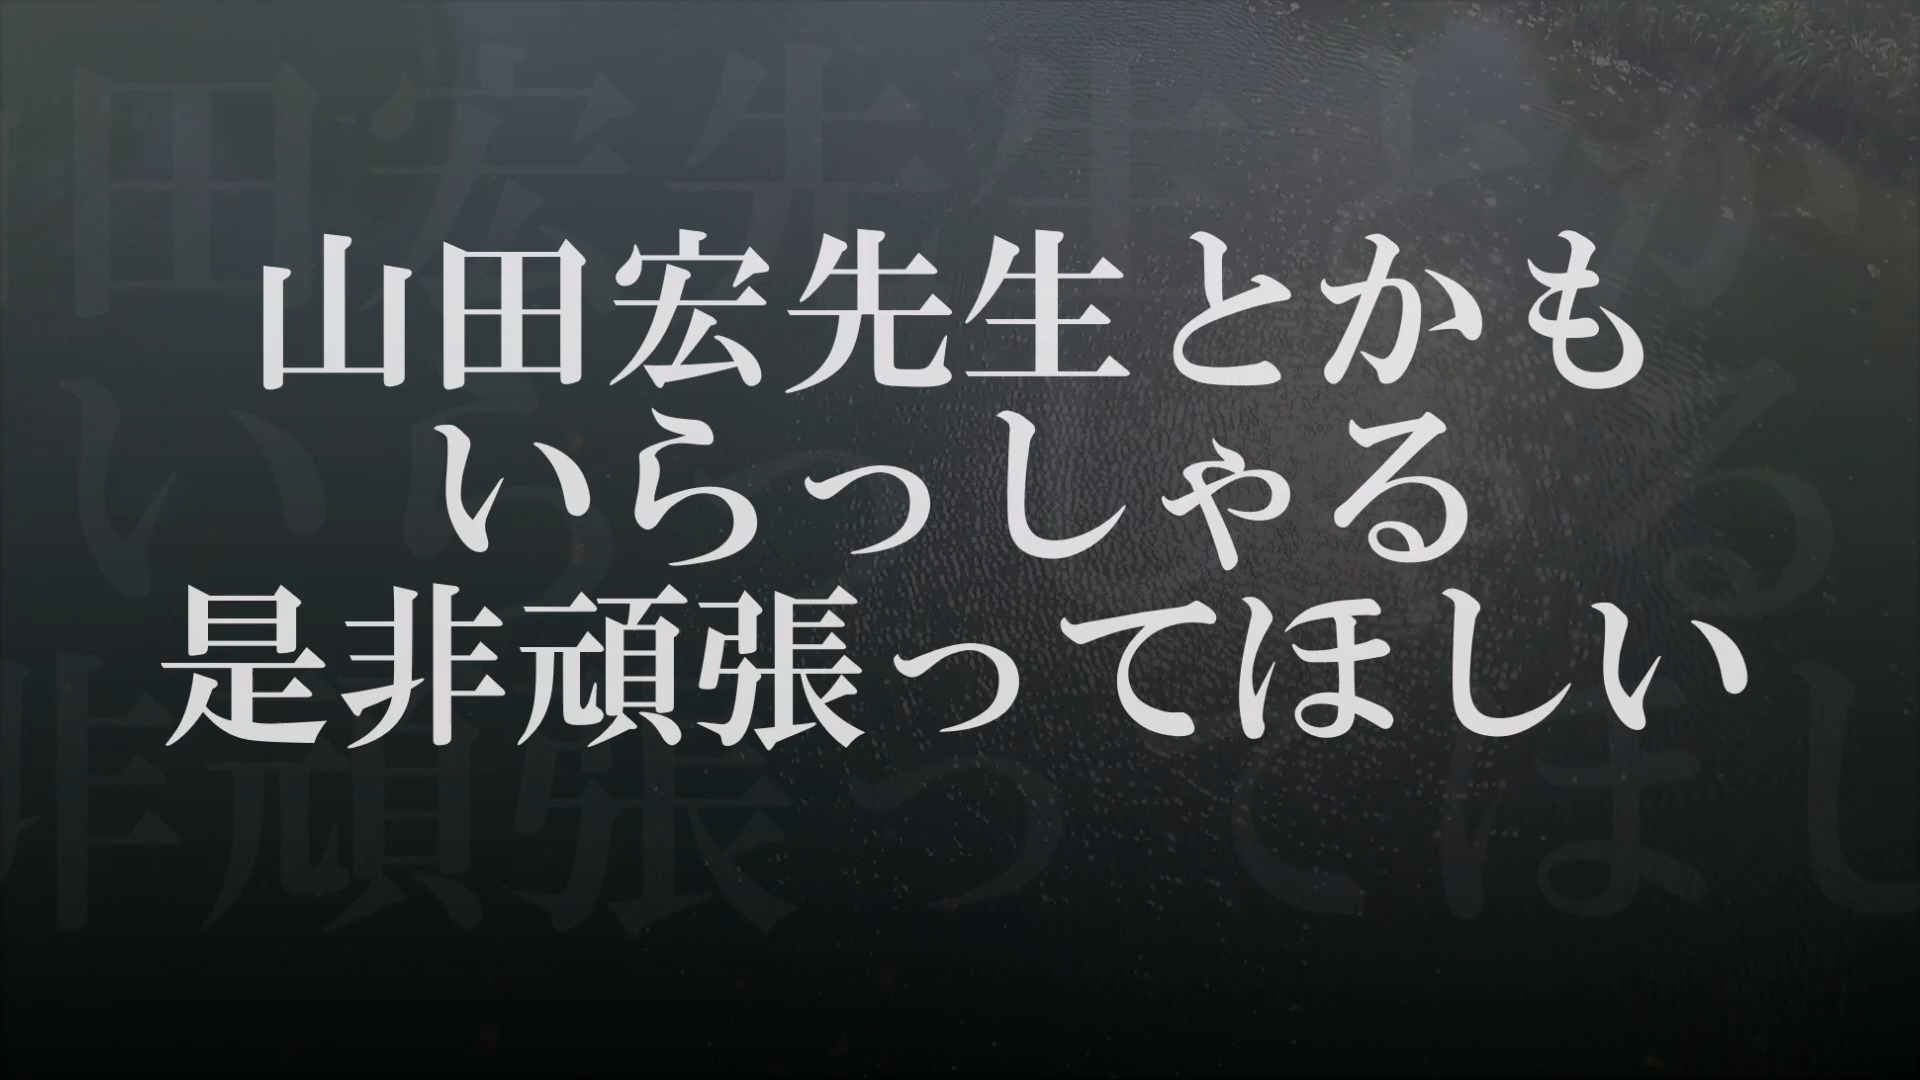 山田宏先生とかも
いらっしゃる
是非頑張ってほしい